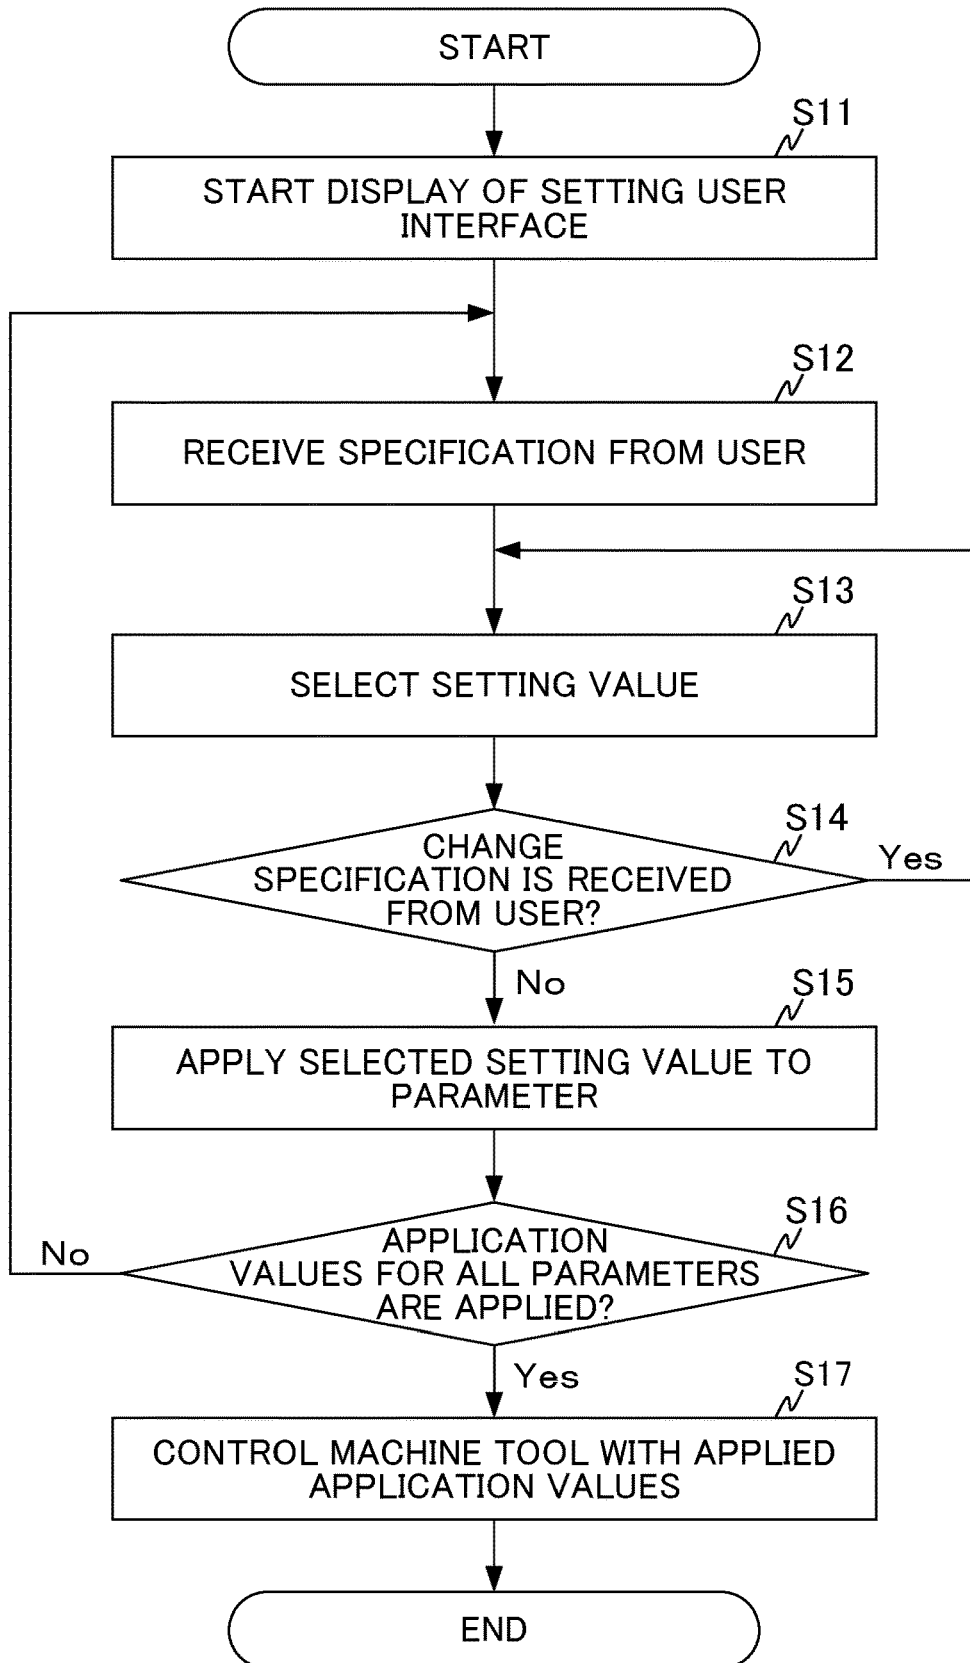 START
S11
START DISPLAY OF SETTING USER
INTERFACE
S12
RECEIVE SPECIFICATION FROM USER
S13
SELECT SETTING VALUE
S14
CHANGE
SPECIFICATION IS RECEIVED
FROM USER?
Yes
No
S15
APPLY SELECTED SETTING VALUE TO
PARAMETER
S16
APPLICATION
VALUES FOR ALL PARAMETERS
ARE APPLIED?
No
Yes
S17
CONTROL MACHINE TOOL WITH APPLIED
APPLICATION VALUES
END